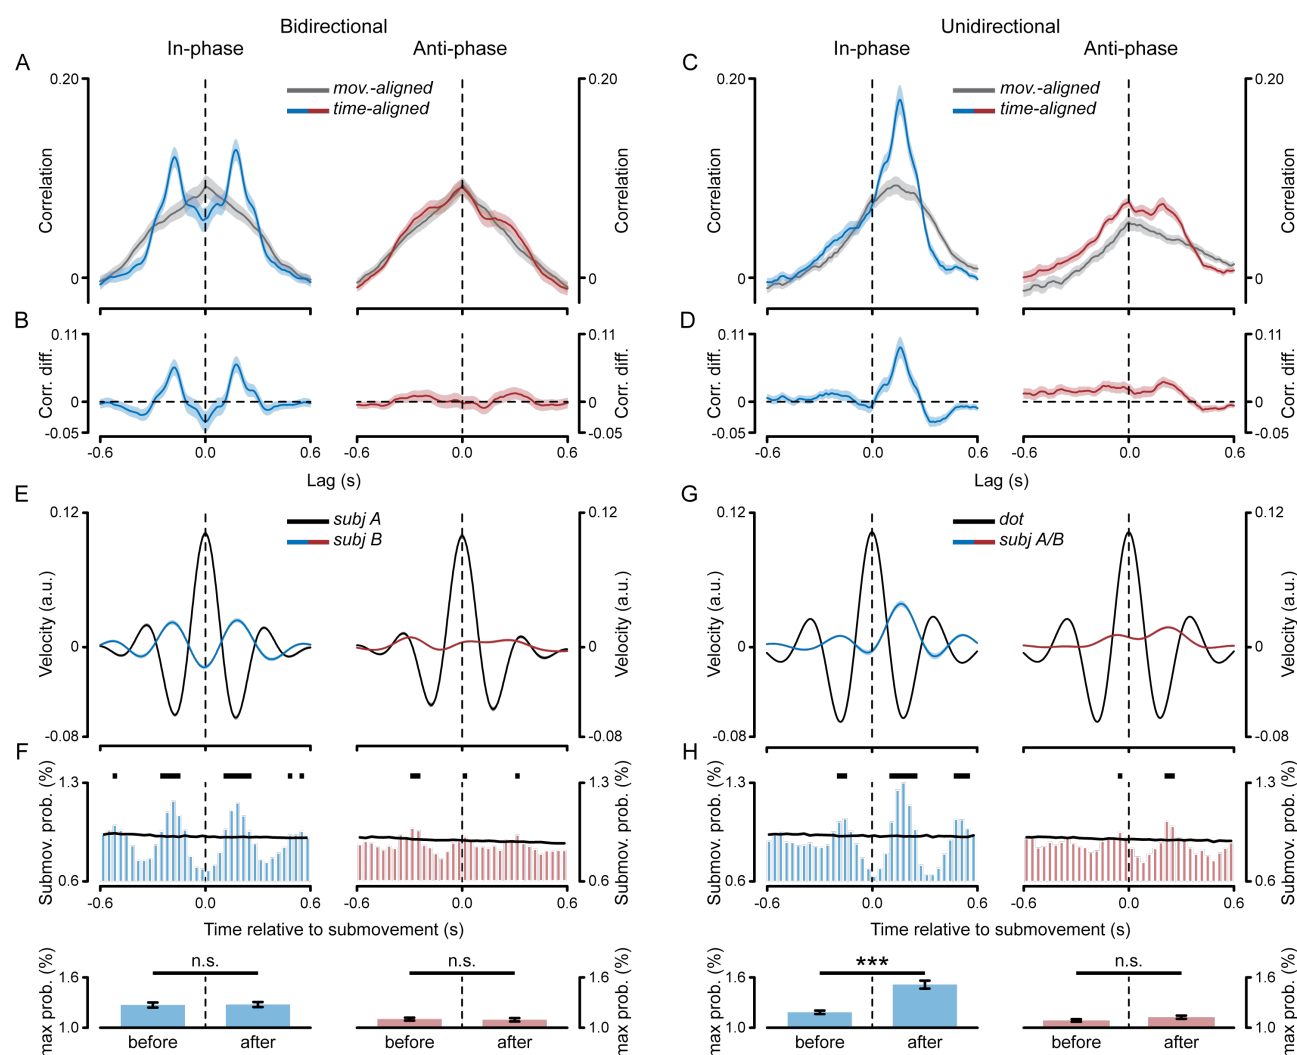 Bidirectional
Unidirectional
In-phase
Anti-phase
In-phase
Anti-phase
A
C
0.20
0.20
0.20
0.20
mov.-aligned
time-aligned
mov.-aligned
time-aligned
Correlation
Correlation
Correlation
Correlation
0
0
0
0
B
D
0.11
0.11
0.11
0.11
Corr. diff.
Corr. diff.
Corr. diff.
Corr. diff.
0
0
0
0
-0.05
-0.05
-0.05
-0.05
-0.6
0.0
0.6
-0.6
0.0
0.6
-0.6
0.0
0.6
-0.6
0.0
0.6
Lag (s)
Lag (s)
E
G
0.12
0.12
0.12
0.12
subj A
subj B
dot
subj A/B
Velocity (a.u.)
Velocity (a.u.)
Velocity (a.u.)
Velocity (a.u.)
0
0
0
0
-0.08
-0.08
-0.08
-0.08
F
H
1.3
1.3
1.3
1.3
Submov. prob. (%)
Submov. prob. (%)
Submov. prob. (%)
Submov. prob. (%)
0.6
0.6
0.6
0.6
-0.6
0.0
0.6
-0.6
0.0
0.6
-0.6
0.0
0.6
-0.6
0.0
0.6
Time relative to submovement (s)
Time relative to submovement (s)
n.s.
n.s.
***
n.s.
1.6
1.6
1.6
1.6
max prob. (%)
max prob. (%)
max prob. (%)
max prob. (%)
1.0
1.0
1.0
1.0
before
after
before
after
before
after
before
after